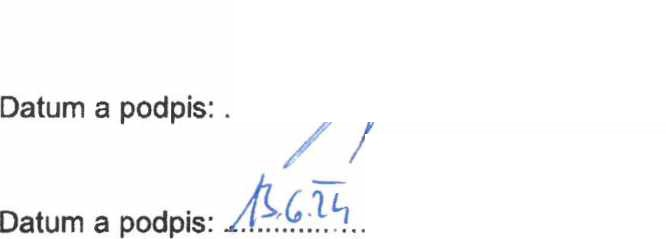 Datum a podpis: .
Datum a podpis: 13.6.24